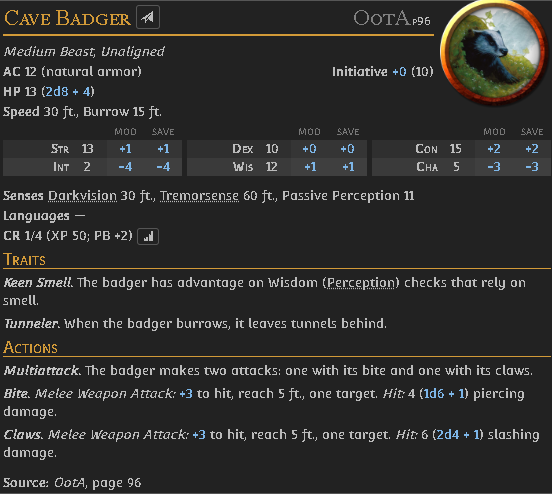 CAVE BADGER OotA P96
Medium Beast, Unaligned
AC 12 (natural armor) Initiative +0 (10)
HP 13 (2d8 + 4)
Speed 30 ft., Burrow 15 ft.
MOD SAVE MOD SAVE MOD SAVE
STR 13 +1 +1 DEX 10 +0 +0 CON 15 +2 +2
INT 2 −4 −4 WIS 12 +1 +1 CHA 5 −3 −3
Senses Darkvision 30 ft., Tremorsense 60 ft., Passive Perception 11
Languages —
CR 1/4 (XP 50; PB +2)
TRAITS
Keen Smell. The badger has advantage on Wisdom (Perception) checks that rely on
smell.
Tunneler. When the badger burrows, it leaves tunnels behind.
ACTIONS
Multiattack. The badger makes two attacks: one with its bite and one with its claws.
Bite. Melee Weapon Attack: +3 to hit, reach 5 ft., one target. Hit: 4 (1d6 + 1) piercing
damage.
Claws. Melee Weapon Attack: +3 to hit, reach 5 ft., one target. Hit: 6 (2d4 + 1) slashing
damage.
Source: OotA, page 96